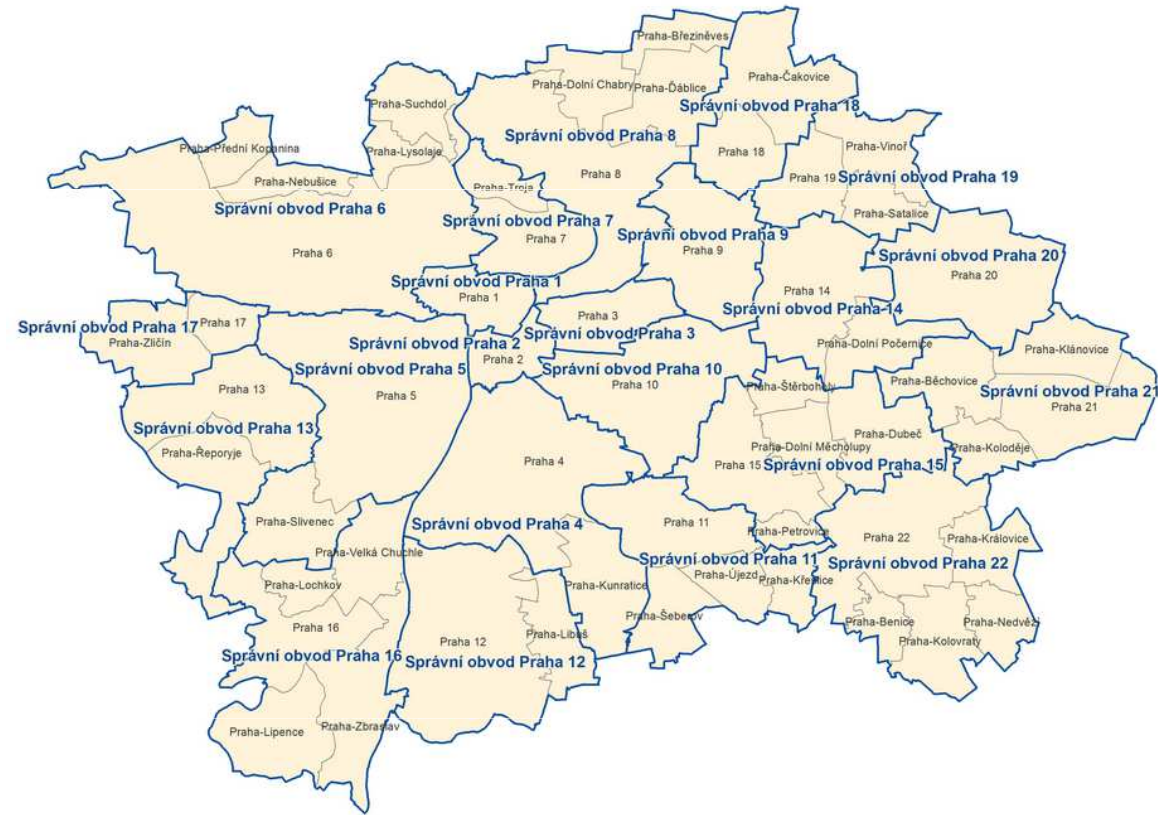 Praha-Březiněves
Praha-Čakovice
Praha-Dolní Chabry
Praha-Ďáblice
Praha-Suchdol
Správní obvod Praha 18
Správní obvod Praha 8
Praha-Přední Kopanina
Praha-Lysolaje
Praha 18
Praha-Vinoř
Praha 8
Praha 19
Správní obvod Praha 19
Praha-Nebušice
Praha-Troja
Správní obvod Praha 6
Praha-Satalice
Správní obvod Praha 7
Správní obvod Praha 9
Praha 7
Praha 6
Praha 9
Správní obvod Praha 20
Praha 20
Správní obvod Praha 1
Praha 1
Praha 14
Správní obvod Praha 14
Praha 3
Správní obvod Praha 17
Praha 17
Praha-Zličín
Správní obvod Praha 3
Správní obvod Praha 2
Praha 2
Praha-Dolní Počernice
Praha-Klánovice
Správní obvod Praha 5
Správní obvod Praha 10
Praha 10
Praha-Štěrboholy
Praha-Běchovice
Správní obvod Praha 21
Praha 21
Praha 13
Praha 5
Správní obvod Praha 13
Praha-Řeporyje
Praha-Dubeč
Praha-Dolní Měcholupy
Praha-Koloděje
Praha 4
Praha 15
Správní obvod Praha 15
Praha-Slivenec
Správní obvod Praha 4
Praha 11
Praha-Petrovice
Praha 22
Praha-Královice
Praha-Velká Chuchle
Správní obvod Praha 11
Správní obvod Praha 22
Praha-Lochkov
Praha-Kunratice
Praha-Újezd
Praha-Křeslice
Praha-Šeberov
Praha-Benice
Praha-Nedvězí
Praha 16
Praha 12
Praha-Libuš
Praha-Kolovraty
Správní obvod Praha 16
Správní obvod Praha 12
Praha-Lipence
Praha-Zbraslav